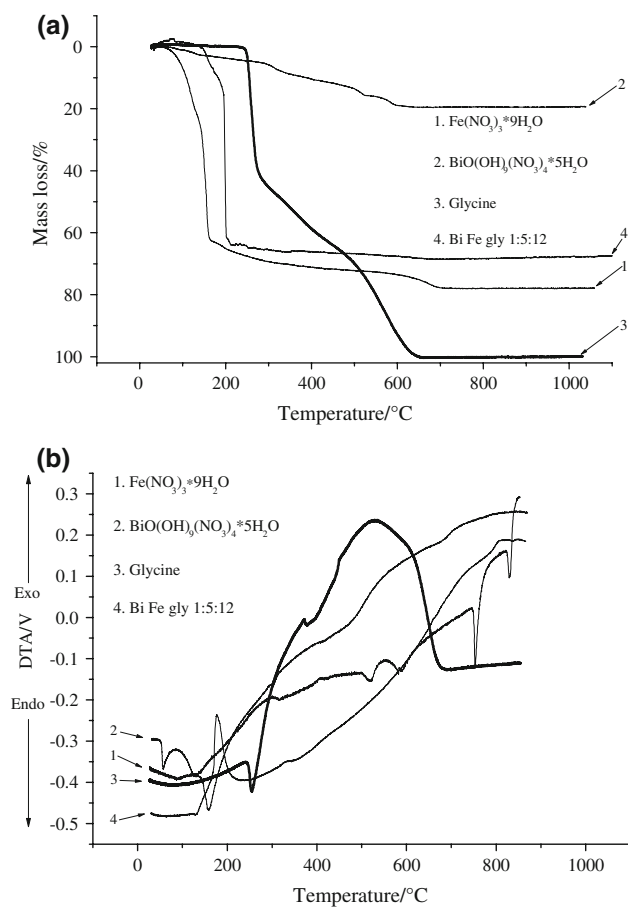 (a)
0
20
40
60
80
100
Mass loss/%
2
1. Fe(NO₃)₃*9H₂O
2. BiO(OH)₉(NO₃)₄*5H₂O
3. Glycine
4. Bi Fe gly 1:5:12
4
1
3
0 200 400 600 800 1000
Temperature/°C
(b)
0.3
0.2
0.1
0.0
-0.1
-0.2
-0.3
-0.4
-0.5
Exo
DTA/V
Endo
1. Fe(NO₃)₃*9H₂O
2. BiO(OH)₉(NO₃)₄*5H₂O
3. Glycine
4. Bi Fe gly 1:5:12
2
1
3
4
0 200 400 600 800 1000
Temperature/°C